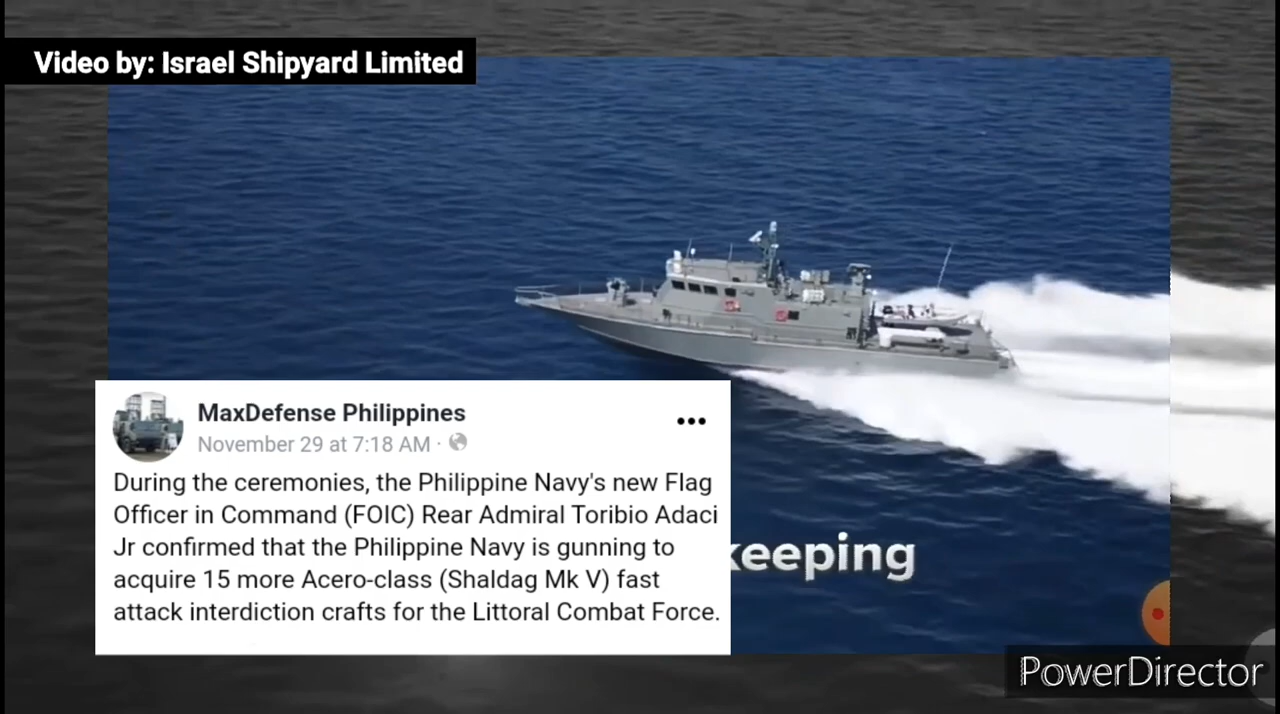 Video by: Israel Shipyard Limited
MaxDefense Philippines
November 29 at 7:18 AM ·
During the ceremonies, the Philippine Navy's new Flag
Officer in Command (FOIC) Rear Admiral Toribio Adaci
Jr confirmed that the Philippine Navy is gunning to
acquire 15 more Acero-class (Shaldag Mk V) fast
attack interdiction crafts for the Littoral Combat Force.
keeping
PowerDirector